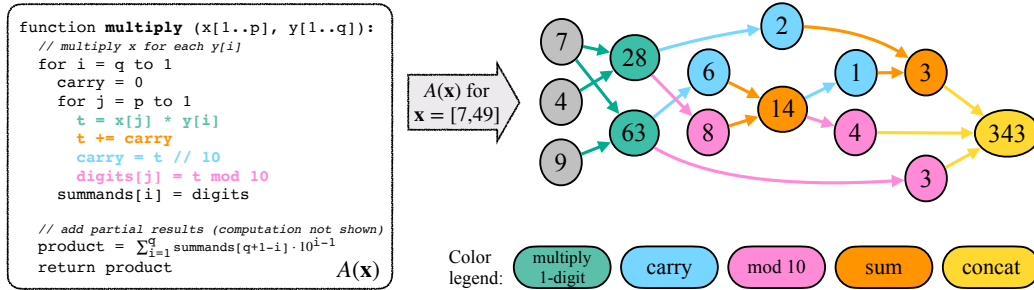 function multiply (x[1..p], y[1..q]):
// multiply x for each y[i]
for i = q to 1
carry = 0
for j = p to 1
t = x[j] * y[i]
t += carry
carry = t // 10
digits[j] = t mod 10
summands[i] = digits
// add partial results (computation not shown)
product = ∑ᵢ₌₁^q summands[q+1-i]·10^{i-1}
return product
A(x)
A(x) for
x = [7,49]
7
4
9
28
63
2
6
8
14
1
4
3
3
343
Color
legend:
multiply
1-digit
carry
mod 10
sum
concat